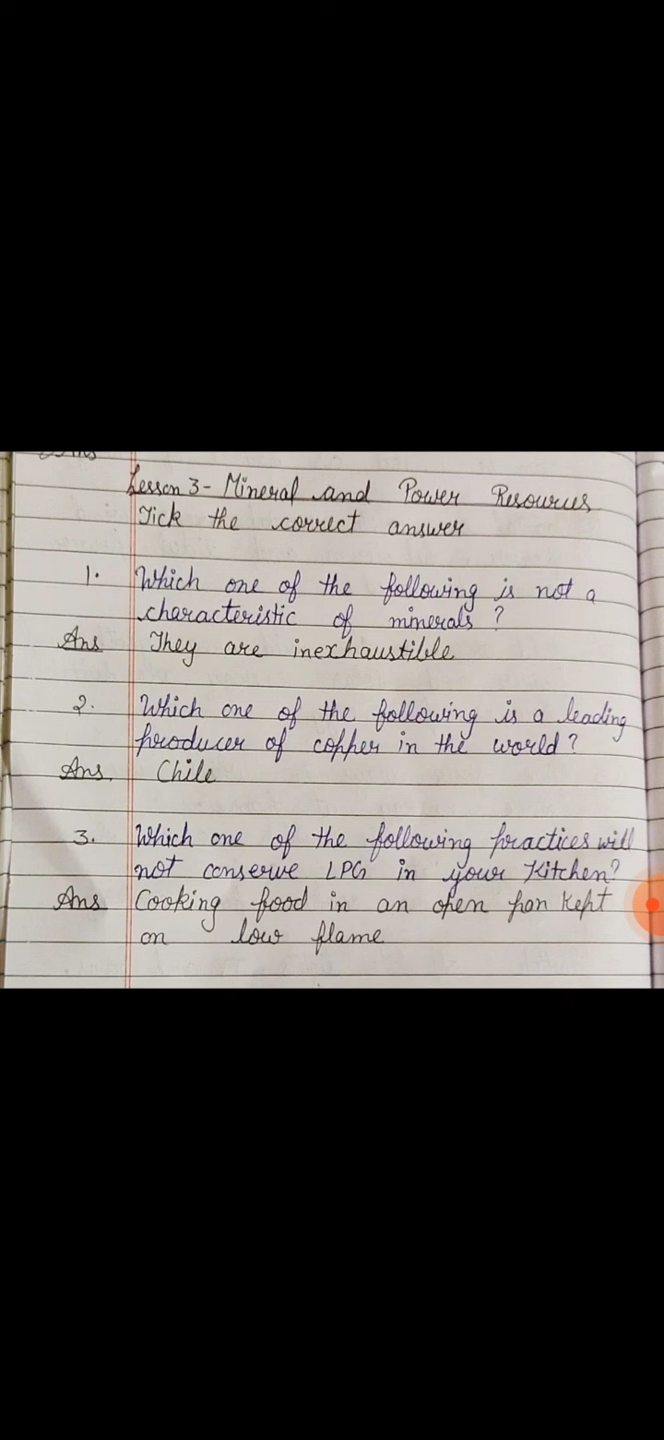 Lesson 3 - Mineral and Power Resources
Tick the correct answer
1. Which one of the following is not a
characteristic of minerals ?
Ans They are inexhaustible
2. Which one of the following is a leading
producer of copper in the world ?
Ans. Chile
3. Which one of the following practices will
not conserve LPG in your Kitchen?
Ans Cooking food in an open pan kept
on low flame